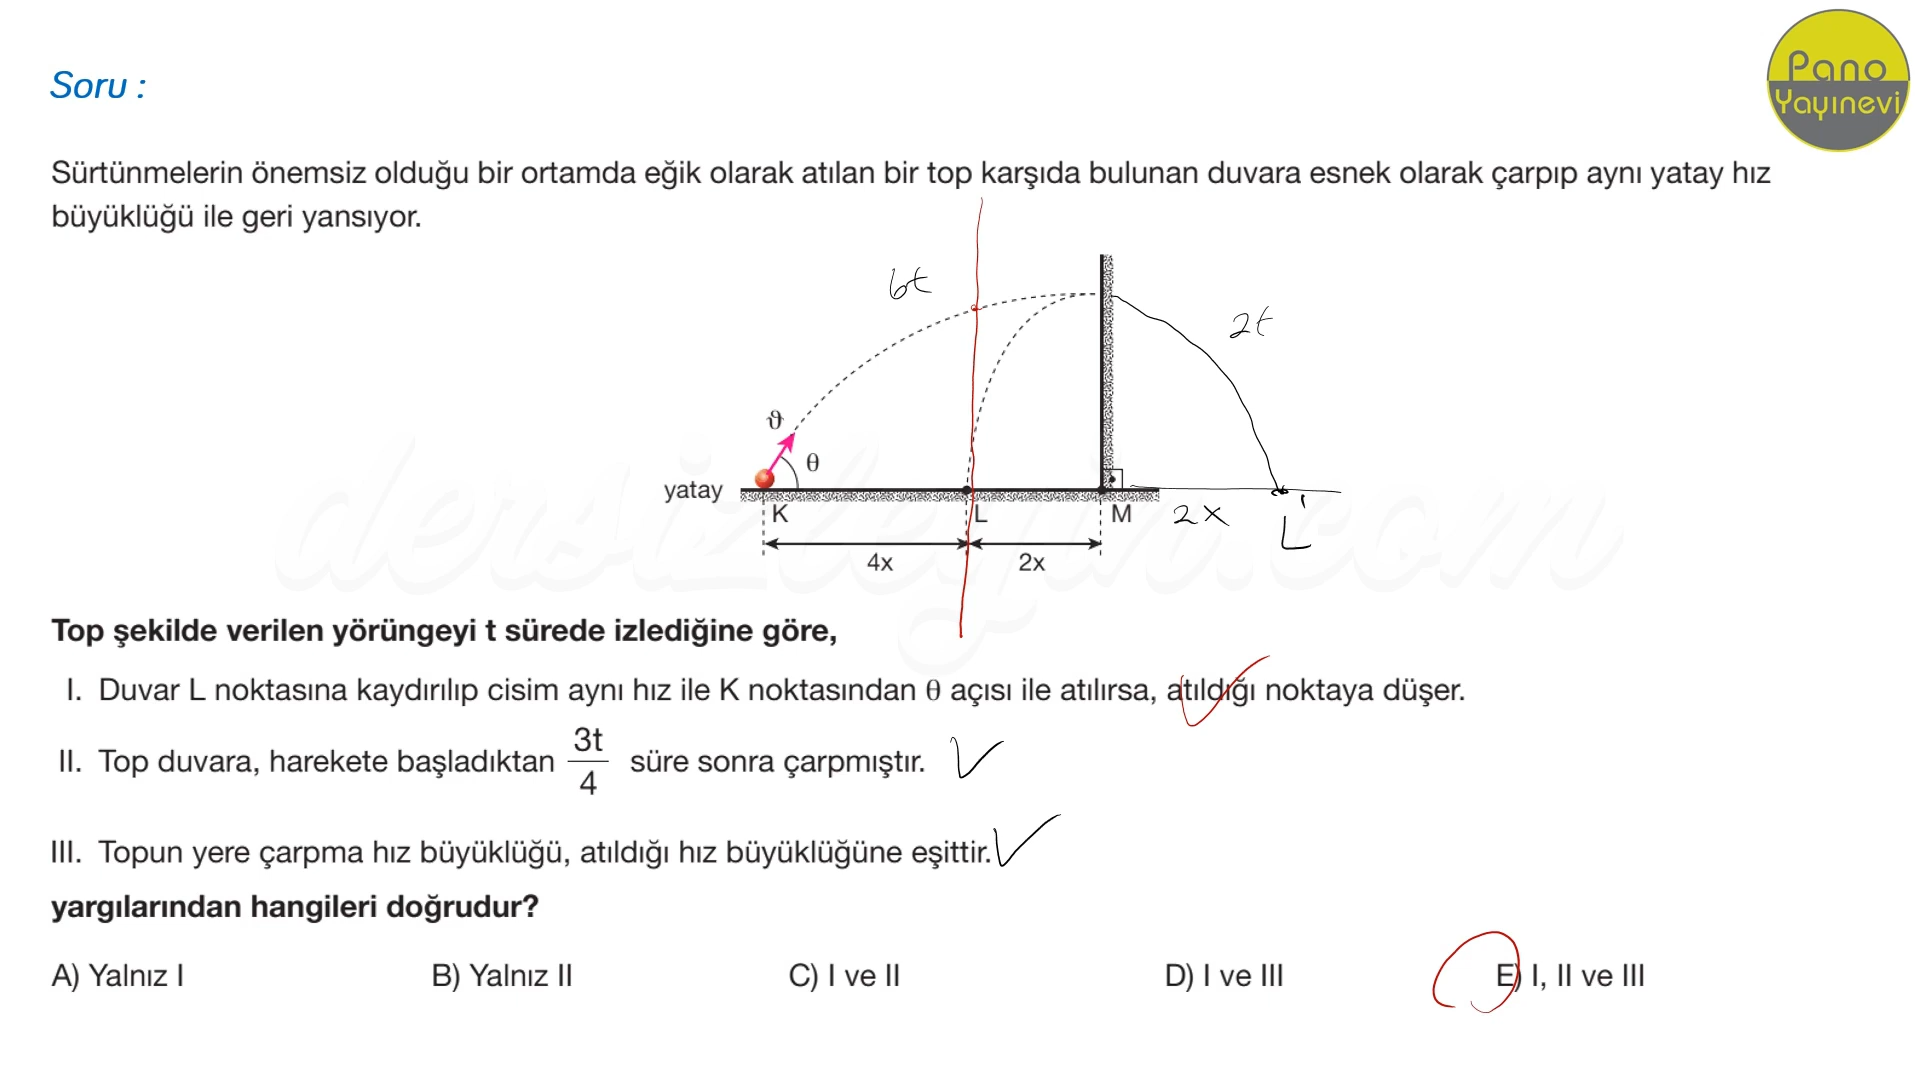 Pano
Yayınevi
Soru :
Sürtünmelerin önemsiz olduğu bir ortamda eğik olarak atılan bir top karşıda bulunan duvara esnek olarak çarpıp aynı yatay hız
büyüklüğü ile geri yansıyor.
6t
2t
ϑ
θ
yatay
K
L
M
2x
L'
4x
2x
dersizleyin.com
Top şekilde verilen yörüngeyi t sürede izlediğine göre,
I. Duvar L noktasına kaydırılıp cisim aynı hız ile K noktasından θ açısı ile atılırsa, atıldığı noktaya düşer.
II. Top duvara, harekete başladıktan 3t/4 süre sonra çarpmıştır.
III. Topun yere çarpma hız büyüklüğü, atıldığı hız büyüklüğüne eşittir.
yargılarından hangileri doğrudur?
A) Yalnız I B) Yalnız II C) I ve II D) I ve III E) I, II ve III